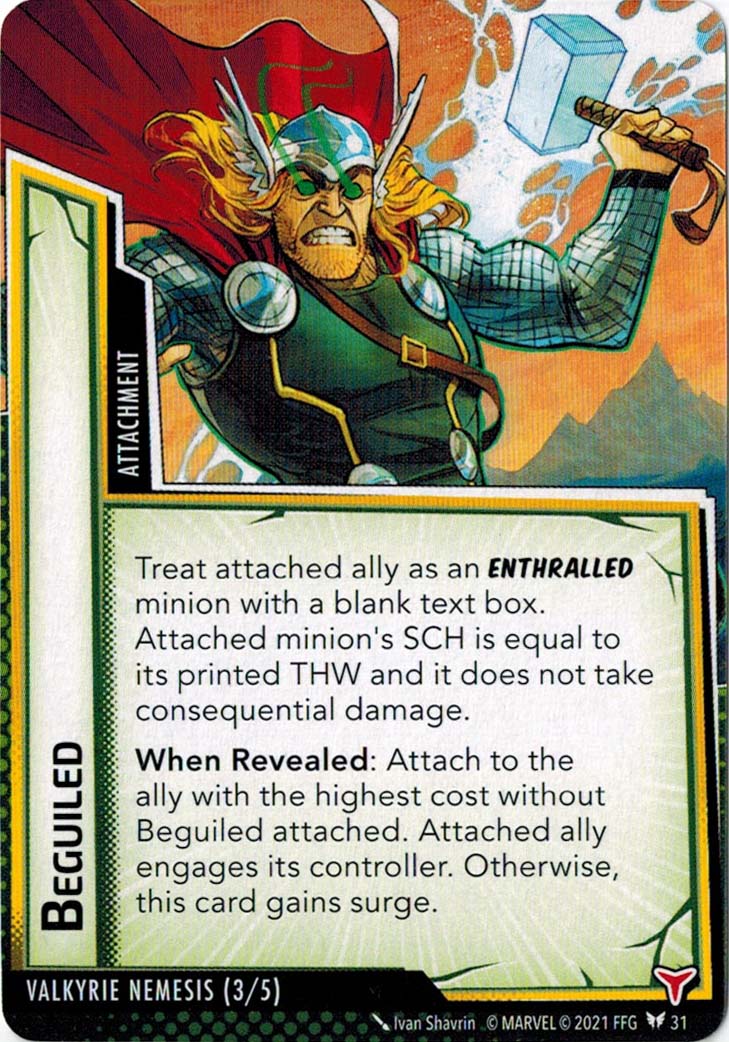 ATTACHMENT
Treat attached ally as an ENTHRALLED
minion with a blank text box.
Attached minion's SCH is equal to
its printed THW and it does not take
consequential damage.
When Revealed: Attach to the
ally with the highest cost without
Beguiled attached. Attached ally
engages its controller. Otherwise,
this card gains surge.
BEGUILED
VALKYRIE NEMESIS (3/5)
Ivan Shavrin © MARVEL © 2021 FFG 31